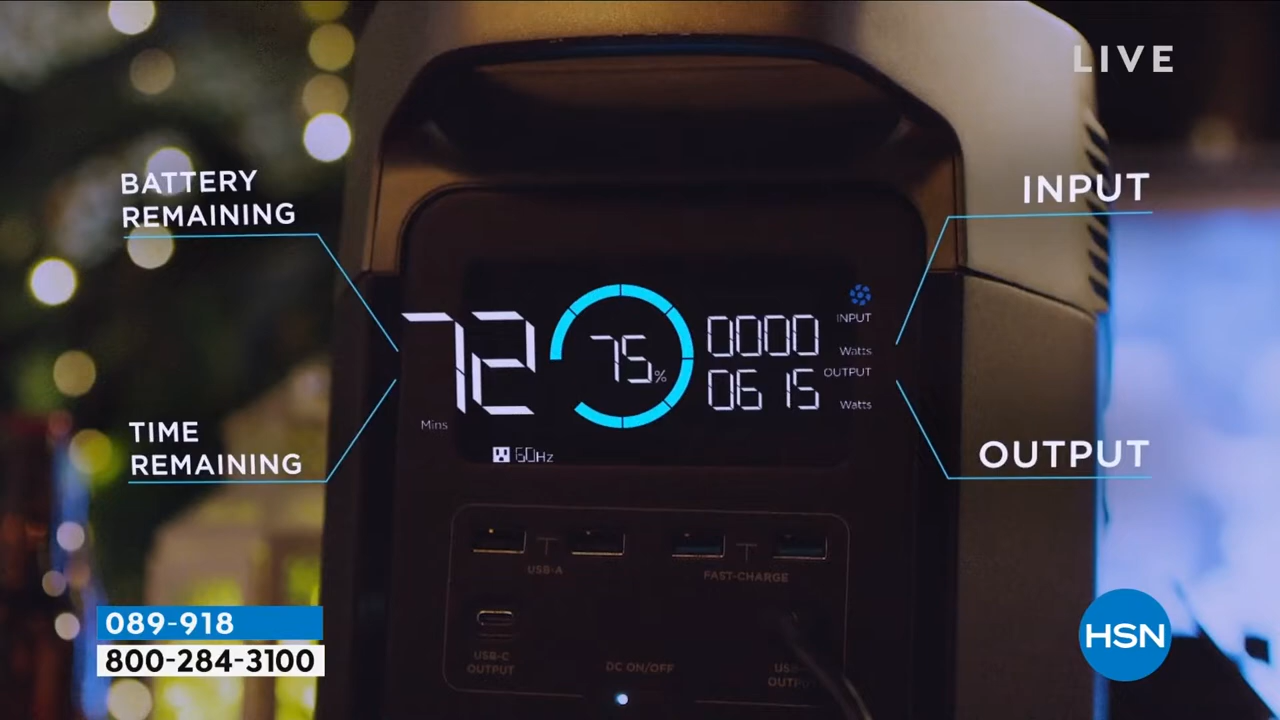 LIVE
BATTERY
REMAINING
INPUT
72
Mins
75%
0000
INPUT
Watts
0615
OUTPUT
Watts
60Hz
TIME
REMAINING
OUTPUT
USB-A
FAST-CHARGE
USB-C
OUTPUT
DC ON/OFF
089-918
800-284-3100
HSN